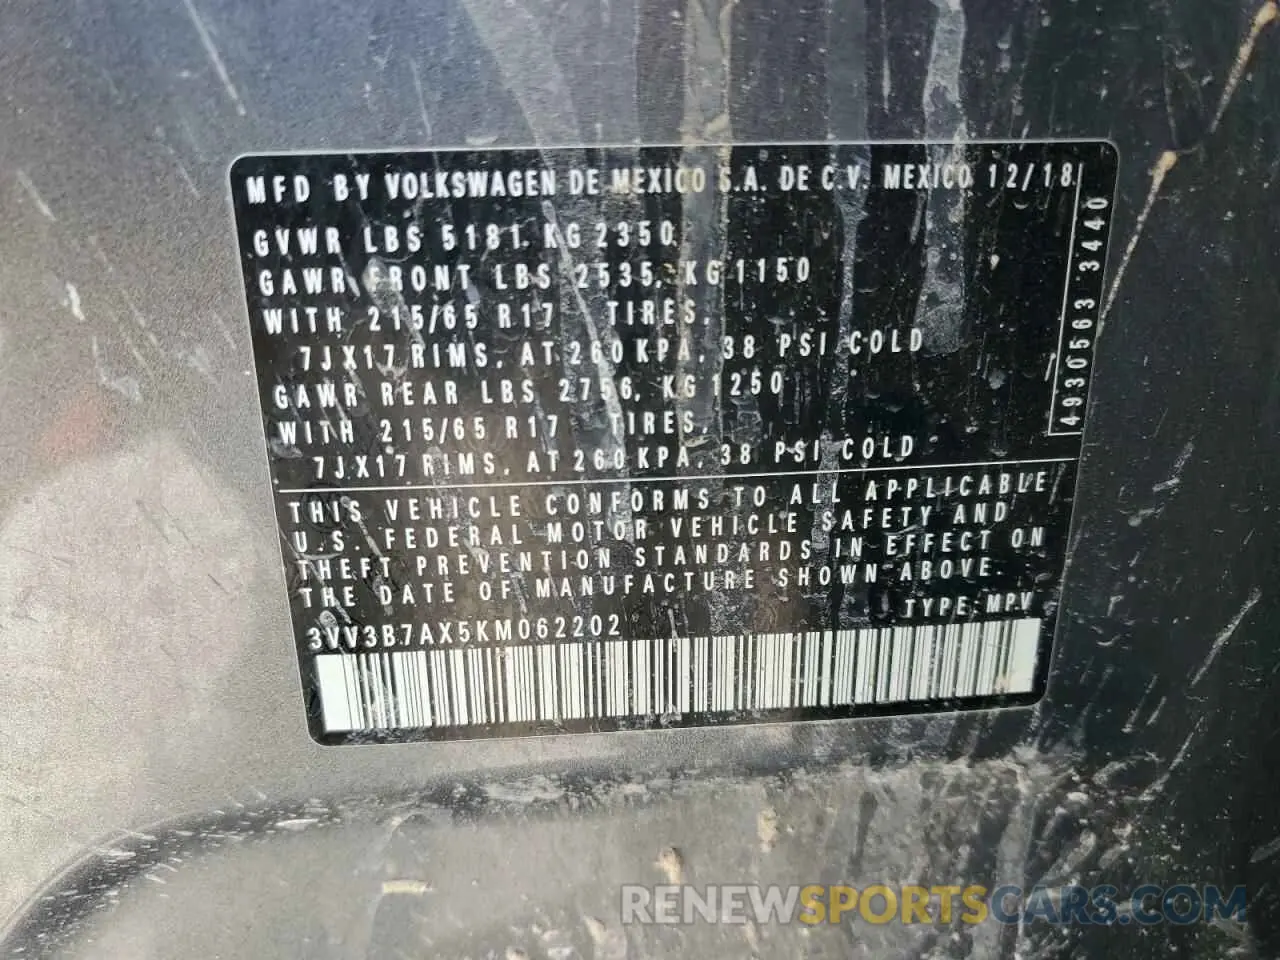 MFD BY VOLKSWAGEN DE MEXICO S.A. DE C.V. MEXICO 12/18
GVWR LBS 5181. KG 2350
GAWR FRONT LBS 2535, KG 1150
WITH 215/65 R17 TIRES,
7JX17 RIMS, AT 260 KPA, 38 PSI COLD
GAWR REAR LBS 2756, KG 1250
WITH 215/65 R17 TIRES,
7JX17 RIMS, AT 260 KPA, 38 PSI COLD
4930563 3440
THIS VEHICLE CONFORMS TO ALL APPLICABLE
U.S. FEDERAL MOTOR VEHICLE SAFETY AND
THEFT PREVENTION STANDARDS IN EFFECT ON
THE DATE OF MANUFACTURE SHOWN ABOVE.
TYPE: MPV
3VV3B7AX5KM062202
RENEWSPORTSCARS.COM